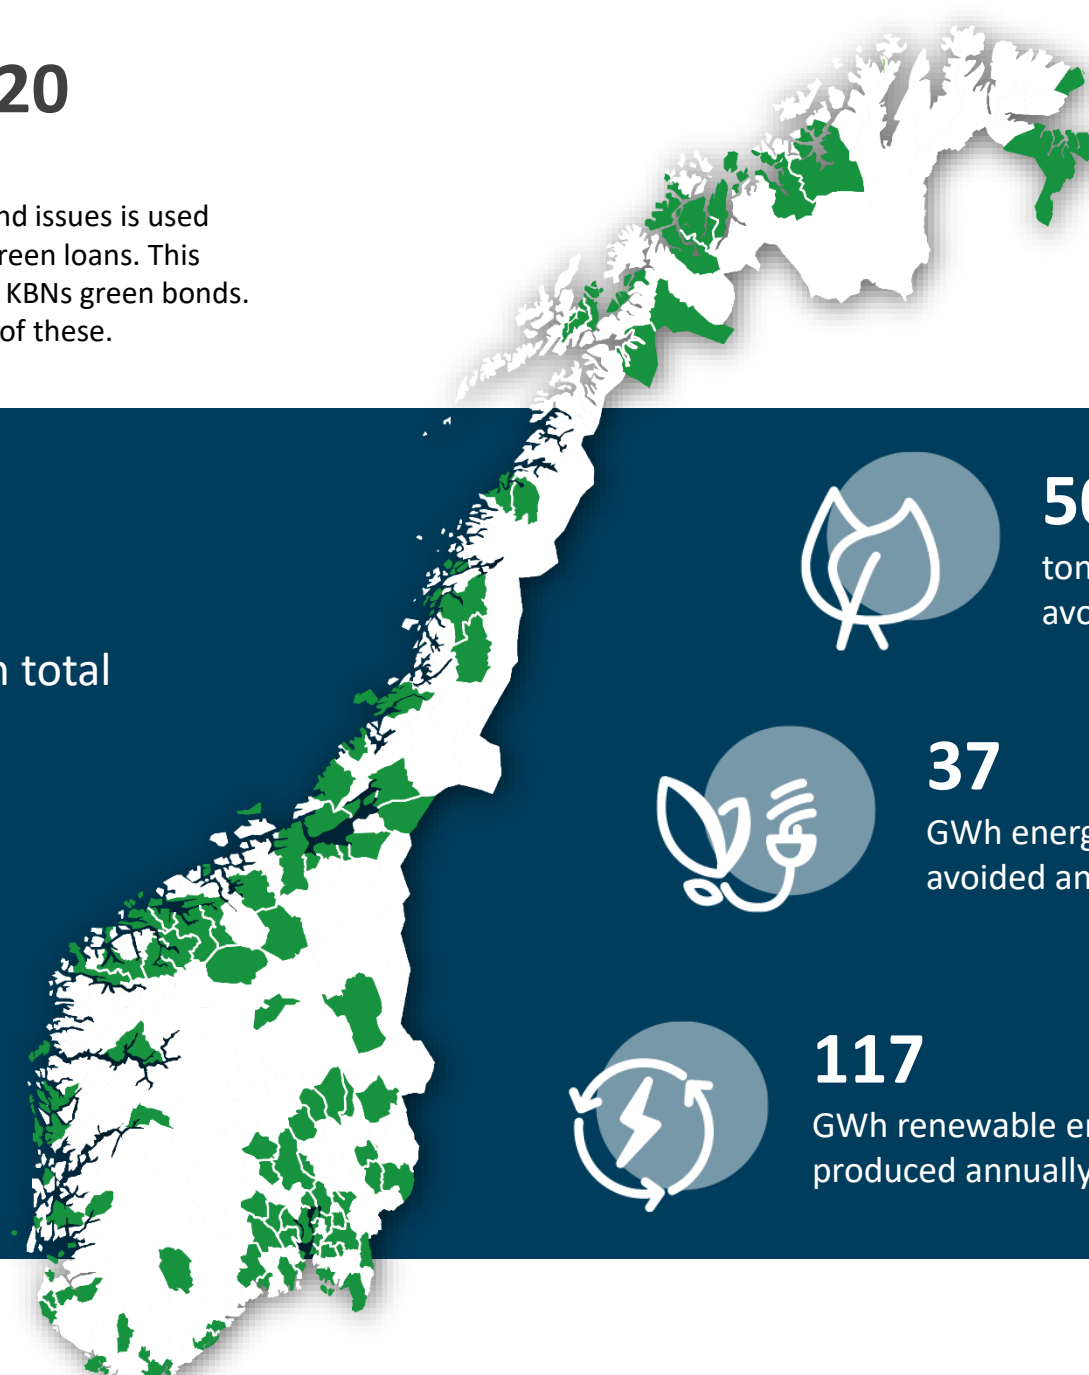 20
nd issues is used
reen loans. This
KBNs green bonds.
of these.
n total
50
ton
avo
37
GWh energ
avoided an
117
GWh renewable en
produced annually